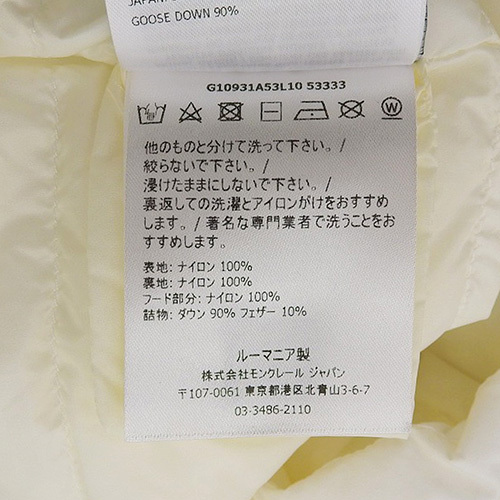 GOOSE DOWN 90%
G10931A53L10 53333
他のものと分けて洗って下さい。/
絞らないで下さい。/
浸けたままにしないで下さい。/
裏返しての洗濯とアイロンがけをおすすめ
します。/ 著名な専門業者で洗うことをお
すすめします。
表地: ナイロン 100%
裏地: ナイロン 100%
フード部分: ナイロン 100%
詰物: ダウン 90% フェザー 10%
ルーマニア製
株式会社モンクレール ジャパン
〒107-0061 東京都港区北青山3-6-7
03-3486-2110